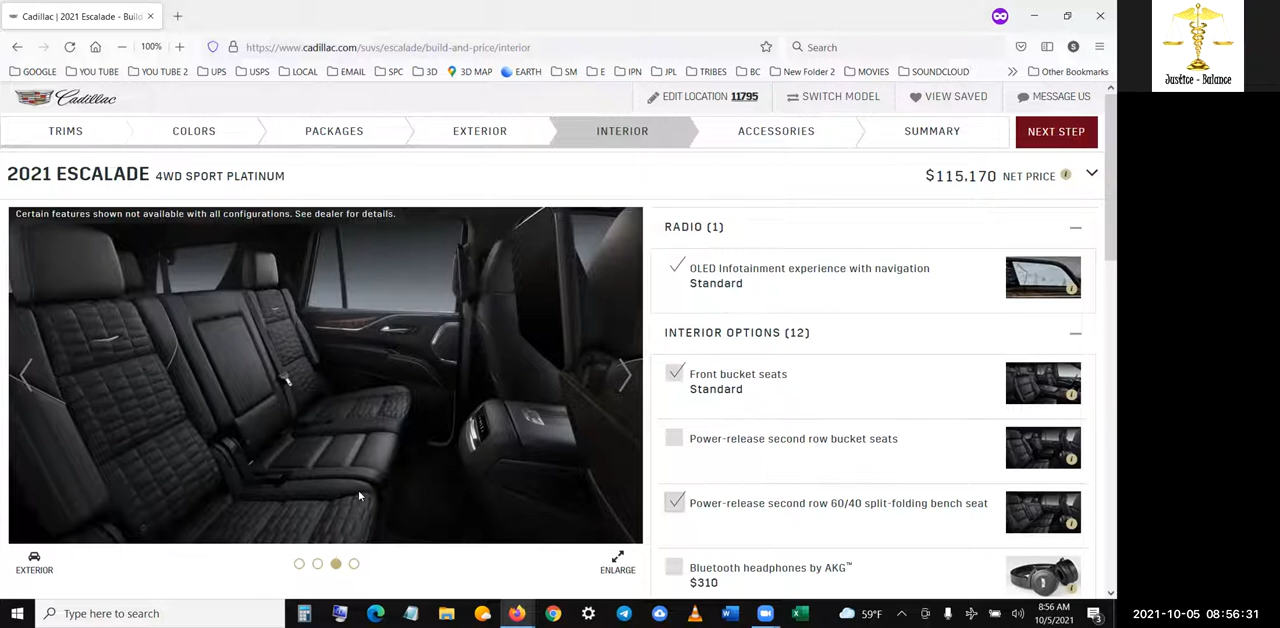 Cadillac | 2021 Escalade - Build
100%
https://www.cadillac.com/suvs/escalade/build-and-price/interior
Search
S
GOOGLE YOU TUBE YOU TUBE 2 UPS USPS LOCAL EMAIL SPC 3D 3D MAP EARTH SM E IPN JPL TRIBES BC New Folder 2 MOVIES SOUNDCLOUD Other Bookmarks
Justice - Balance
Cadillac
EDIT LOCATION 11795 SWITCH MODEL VIEW SAVED MESSAGE US
TRIMS COLORS PACKAGES EXTERIOR INTERIOR ACCESSORIES SUMMARY NEXT STEP
2021 ESCALADE 4WD SPORT PLATINUM
$115,170 NET PRICE i
Certain features shown not available with all configurations. See dealer for details.
RADIO (1)
OLED Infotainment experience with navigation
Standard
INTERIOR OPTIONS (12)
Front bucket seats
Standard
Power-release second row bucket seats
Power-release second row 60/40 split-folding bench seat
Bluetooth headphones by AKG™
$310
EXTERIOR
ENLARGE
Type here to search
59°F
8:56 AM
10/5/2021
3
2021-10-05 08:56:31